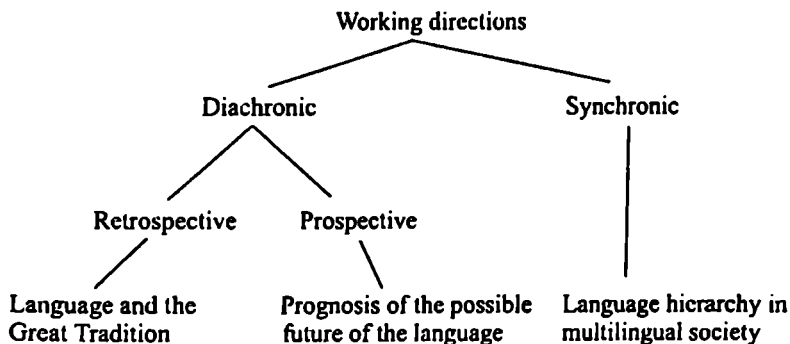 Working directions
Diachronic
Synchronic
Retrospective
Prospective
Language and the
Great Tradition
Prognosis of the possible
future of the language
Language hierarchy in
multilingual society